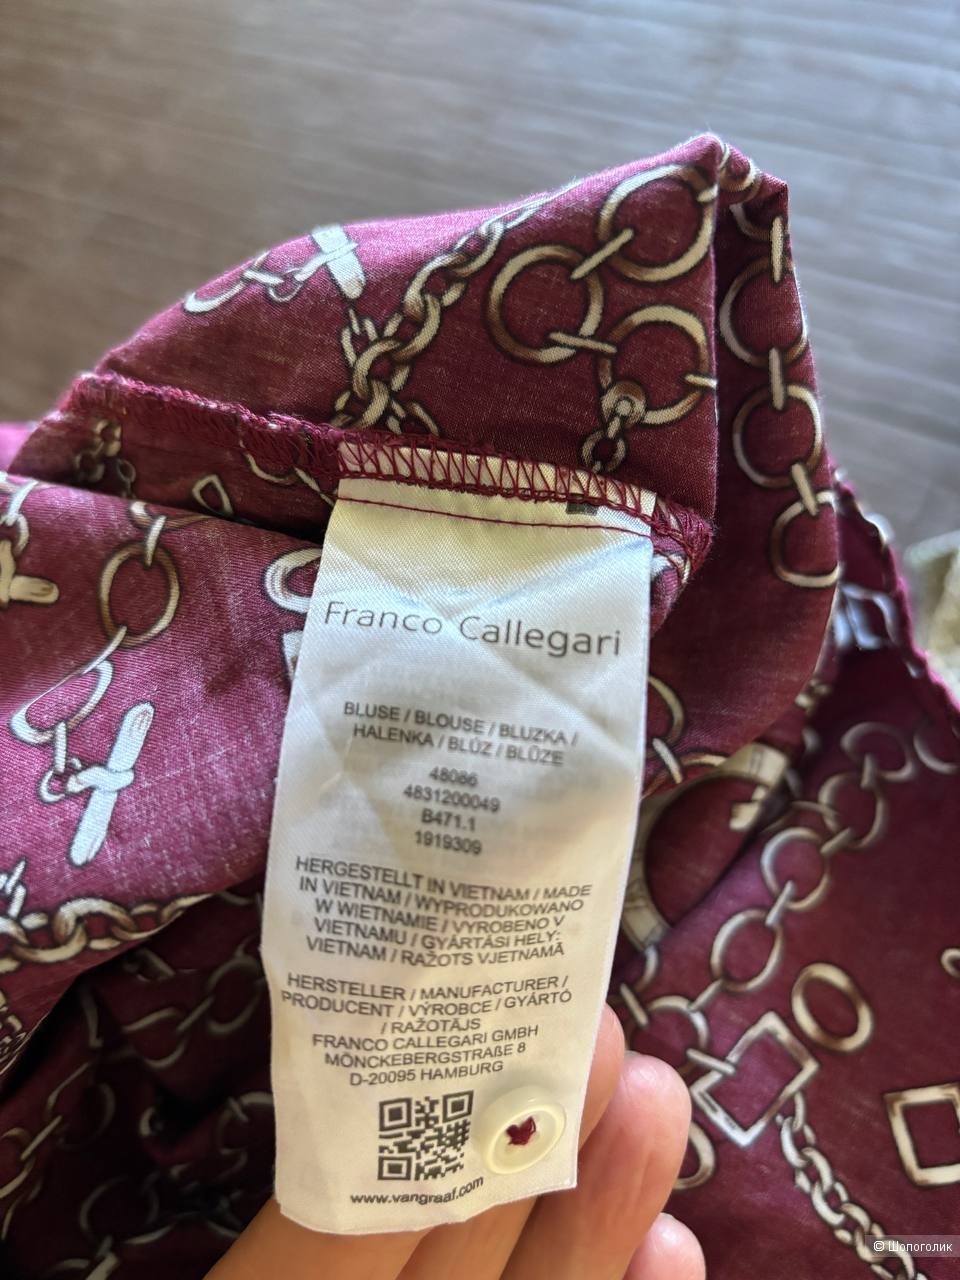 Franco Callegari
BLUSE / BLOUSE / BLUZKA /
HALENKA / BLÚZ / BLŪZE
48086
4831200049
B471.1
1919309
HERGESTELLT IN VIETNAM / MADE
IN VIETNAM / WYPRODUKOWANO
W WIETNAMIE / VYROBENO V
VIETNAMU / GYÁRTÁSI HELY:
VIETNAM / RAŽOTS VJETNAMĀ
HERSTELLER / MANUFACTURER /
PRODUCENT / VÝROBCE / GYÁRTÓ
/ RAŽOTĀJS
FRANCO CALLEGARI GMBH
MÖNCKEBERGSTRAßE 8
D-20095 HAMBURG
www.vangraaf.com
© Шопоголик